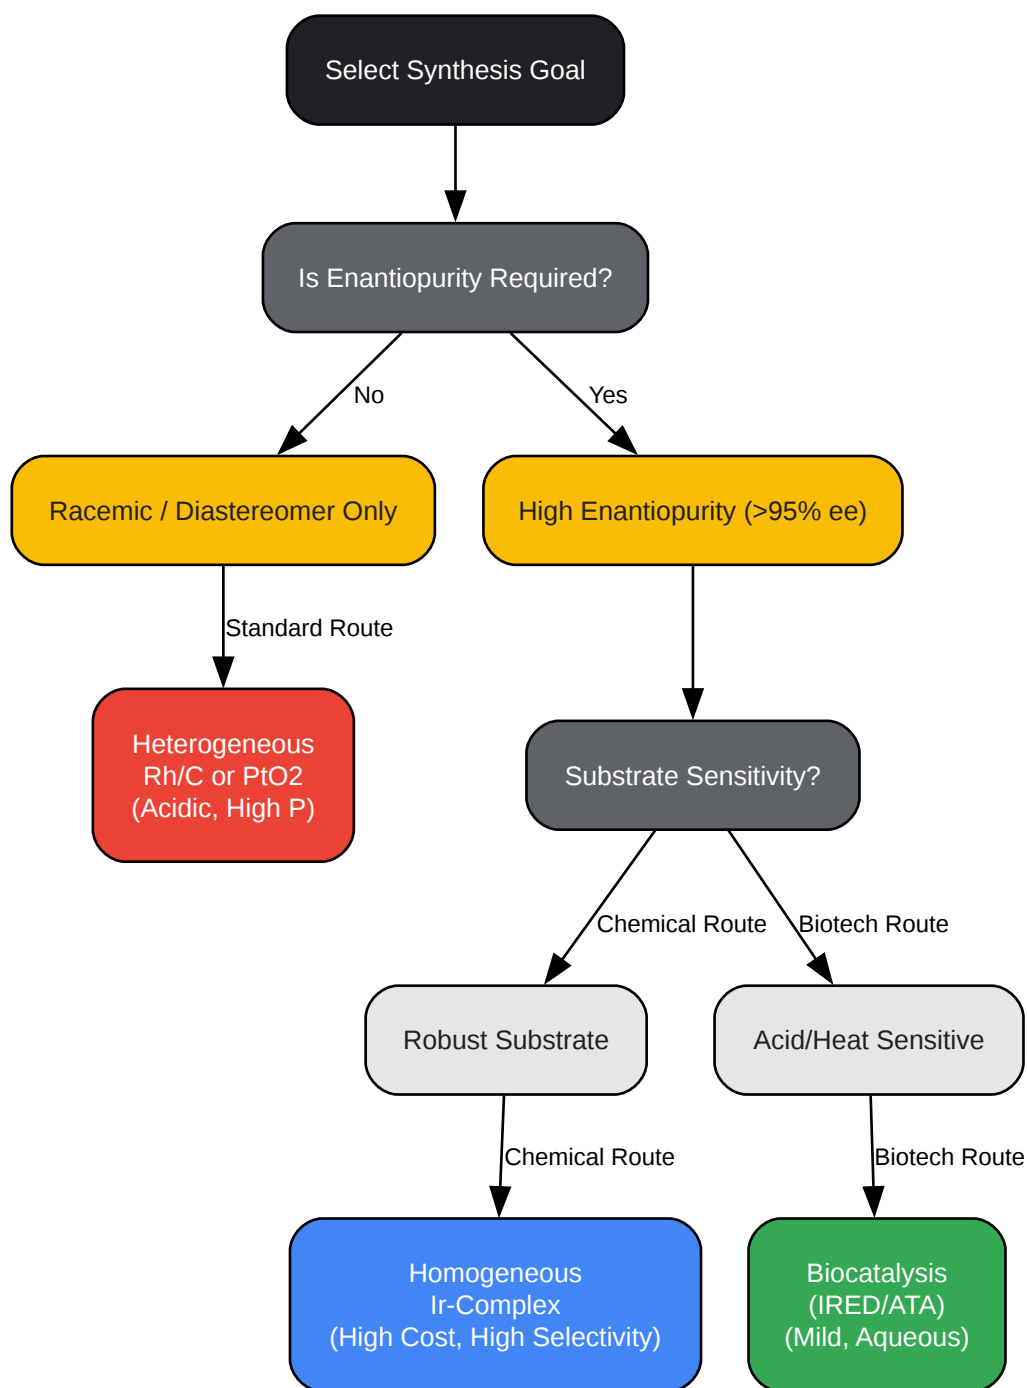 Select Synthesis Goal
Is Enantiopurity Required?
No
Yes
Racemic / Diastereomer Only
High Enantiopurity (>95% ee)
Standard Route
Heterogeneous
Rh/C or PtO2
(Acidic, High P)
Substrate Sensitivity?
Chemical Route
Biotech Route
Robust Substrate
Acid/Heat Sensitive
Chemical Route
Biotech Route
Homogeneous
Ir-Complex
(High Cost, High Selectivity)
Biocatalysis
(IRED/ATA)
(Mild, Aqueous)